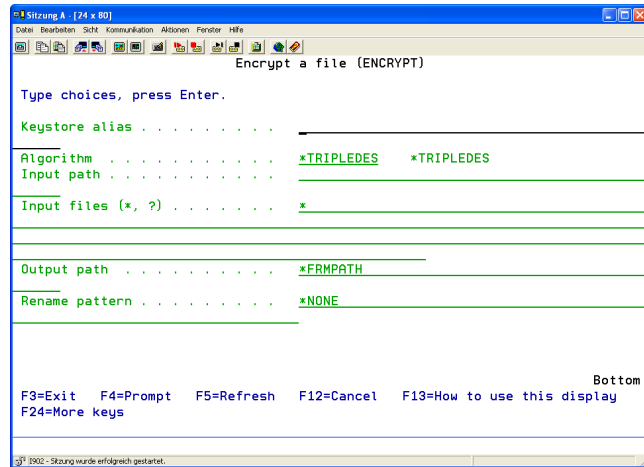 Sitzung A - [24 x 80]
Datei Bearbeiten Sicht Kommunikation Aktionen Fenster Hilfe
Encrypt a file (ENCRYPT)
Type choices, press Enter.
Keystore alias . . . . . . . . .
Algorithm . . . . . . . . . . . *TRIPLEDES *TRIPLEDES
Input path . . . . . . . . . . .
Input files (*, ?) . . . . . . . *
Output path . . . . . . . . . . *FRMPATH
Rename pattern . . . . . . . . . *NONE
Bottom
F3=Exit F4=Prompt F5=Refresh F12=Cancel F13=How to use this display
F24=More keys
I902 - Sitzung wurde erfolgreich gestartet.